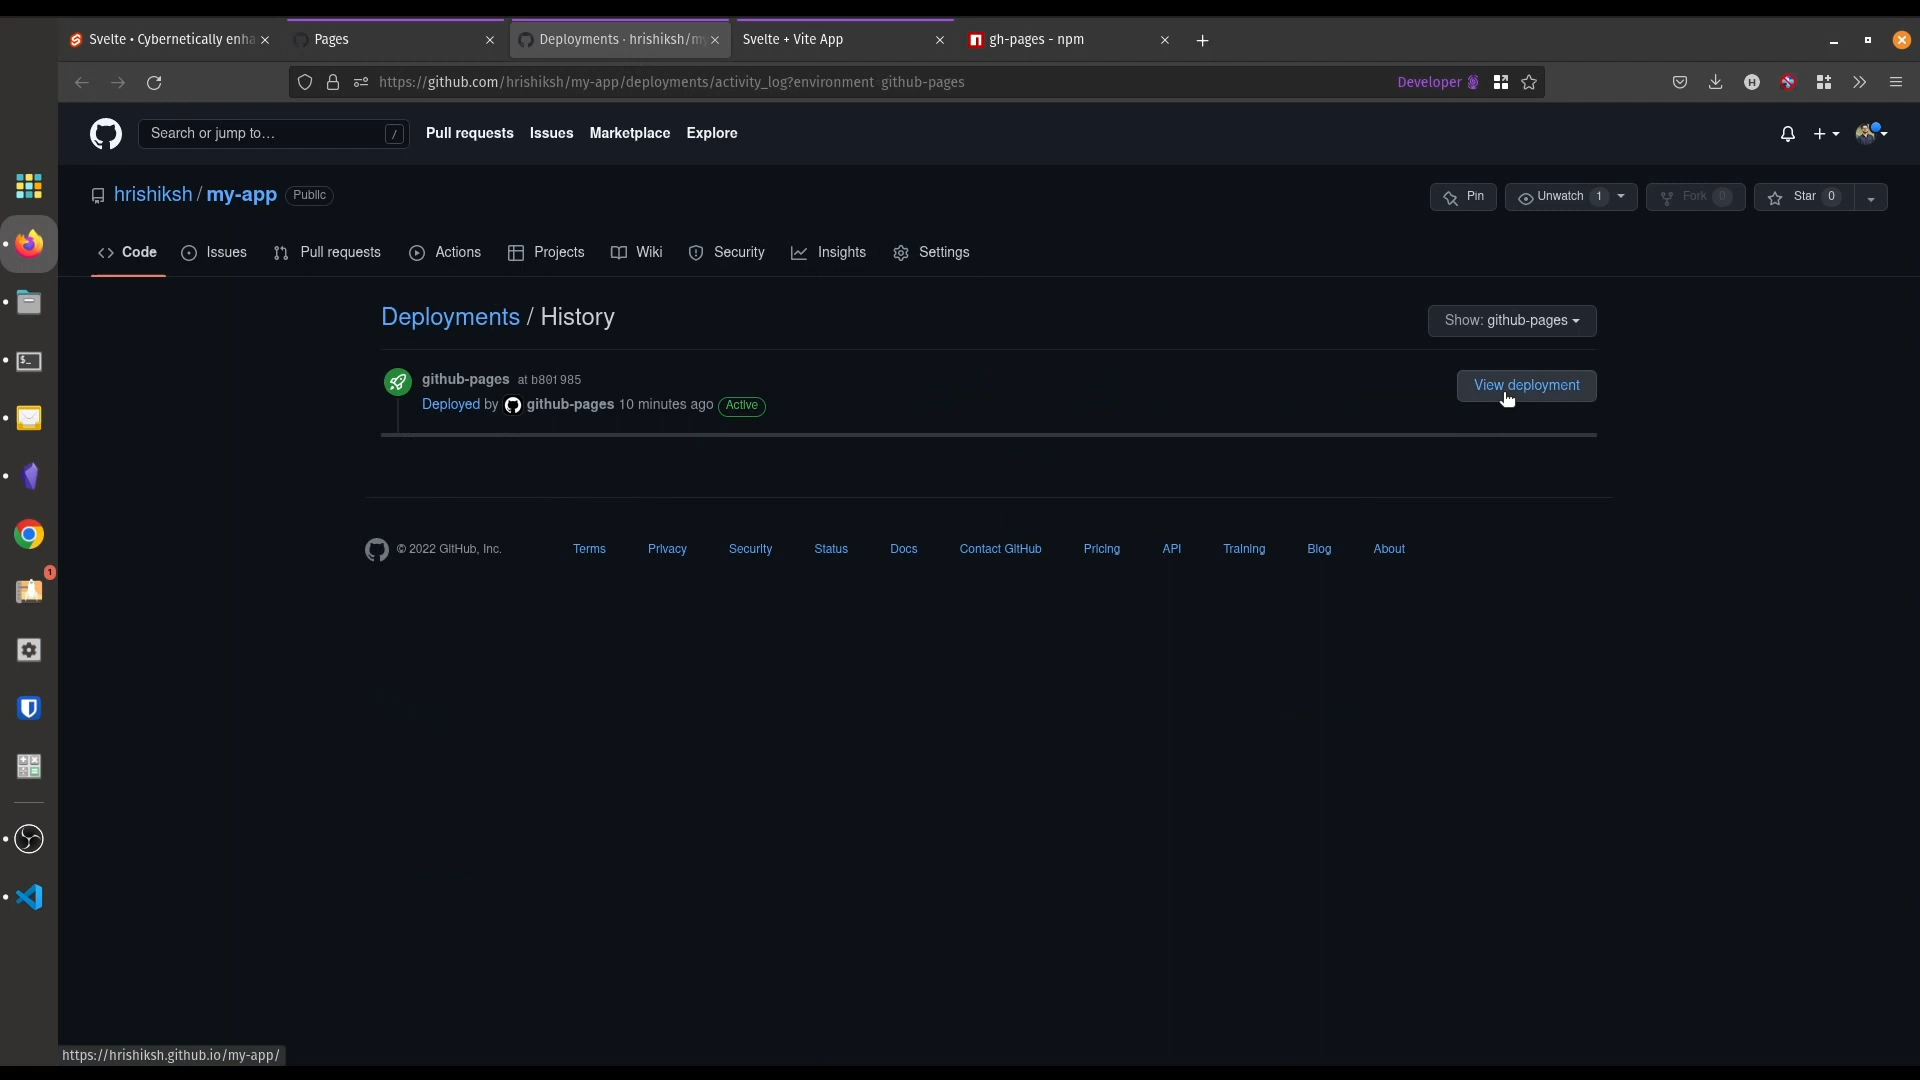 Svelte • Cybernetically enha
Pages
Deployments · hrishiksh/my
Svelte + Vite App
gh-pages - npm
https://github.com/hrishiksh/my-app/deployments/activity_log?environment github-pages
Developer
Search or jump to…
/
Pull requests
Issues
Marketplace
Explore
hrishiksh / my-app
Public
Pin
Unwatch 1
Fork 0
Star 0
Code
Issues
Pull requests
Actions
Projects
Wiki
Security
Insights
Settings
Deployments / History
Show: github-pages
github-pages at b801985
Deployed by github-pages 10 minutes ago Active
View deployment
© 2022 GitHub, Inc.
Terms
Privacy
Security
Status
Docs
Contact GitHub
Pricing
API
Training
Blog
About
1
https://hrishiksh.github.io/my-app/